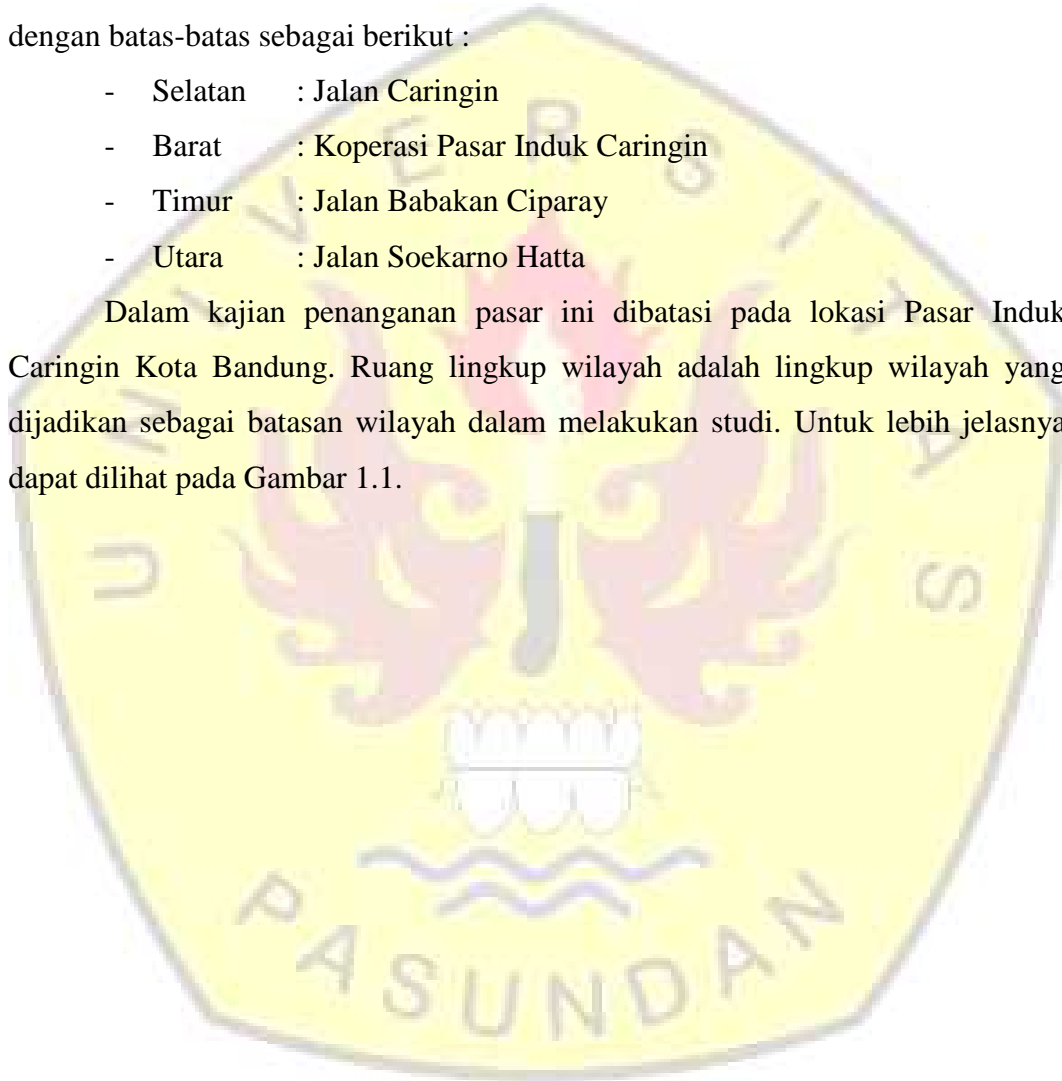 dengan batas-batas sebagai berikut :
- Selatan : Jalan Caringin
- Barat : Koperasi Pasar Induk Caringin
- Timur : Jalan Babakan Ciparay
- Utara : Jalan Soekarno Hatta
Dalam kajian penanganan pasar ini dibatasi pada lokasi Pasar Induk
Caringin Kota Bandung. Ruang lingkup wilayah adalah lingkup wilayah yang
dijadikan sebagai batasan wilayah dalam melakukan studi. Untuk lebih jelasnya
dapat dilihat pada Gambar 1.1.
UNIVERSITAS
PASUNDAN